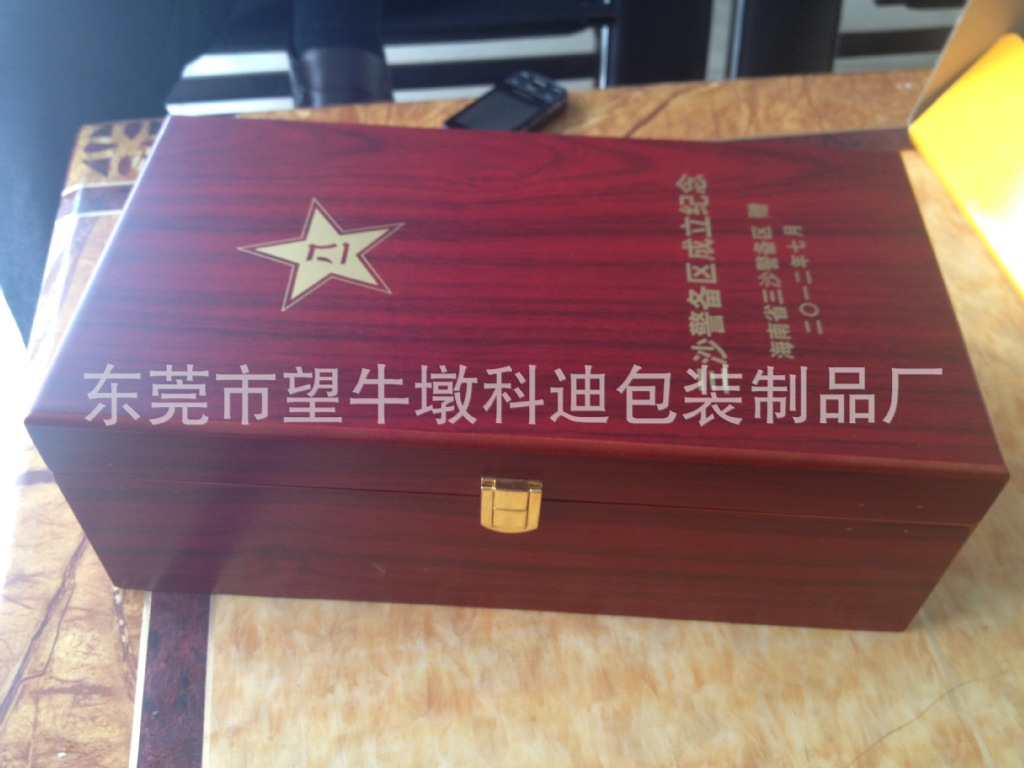 八一
三沙警备区成立纪念
海南省三沙警备区 赠
二〇一二年七月
东莞市望牛墩科迪包装制品厂